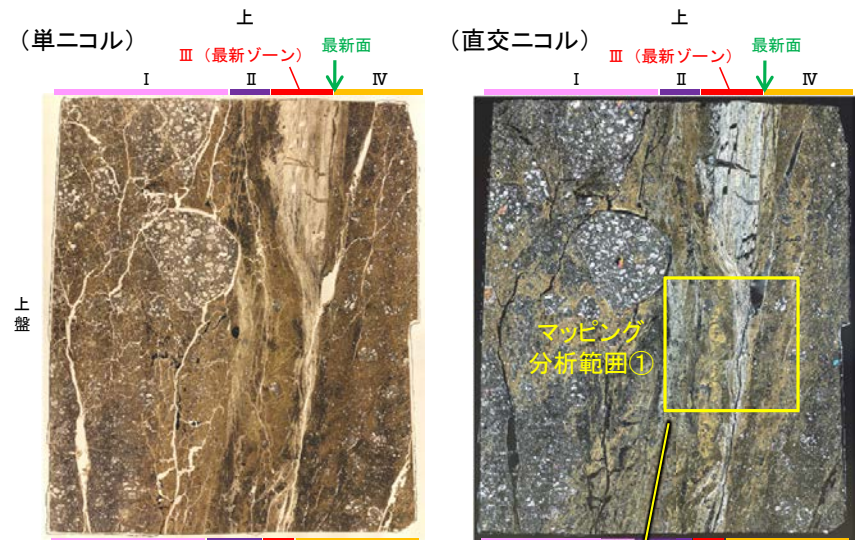 上
(単ニコル)
Ⅲ(最新ゾーン)
最新面
Ⅰ
Ⅱ
Ⅳ
上盤
上
(直交ニコル)
Ⅲ(最新ゾーン)
最新面
Ⅰ
Ⅱ
Ⅳ
マッピング
分析範囲①